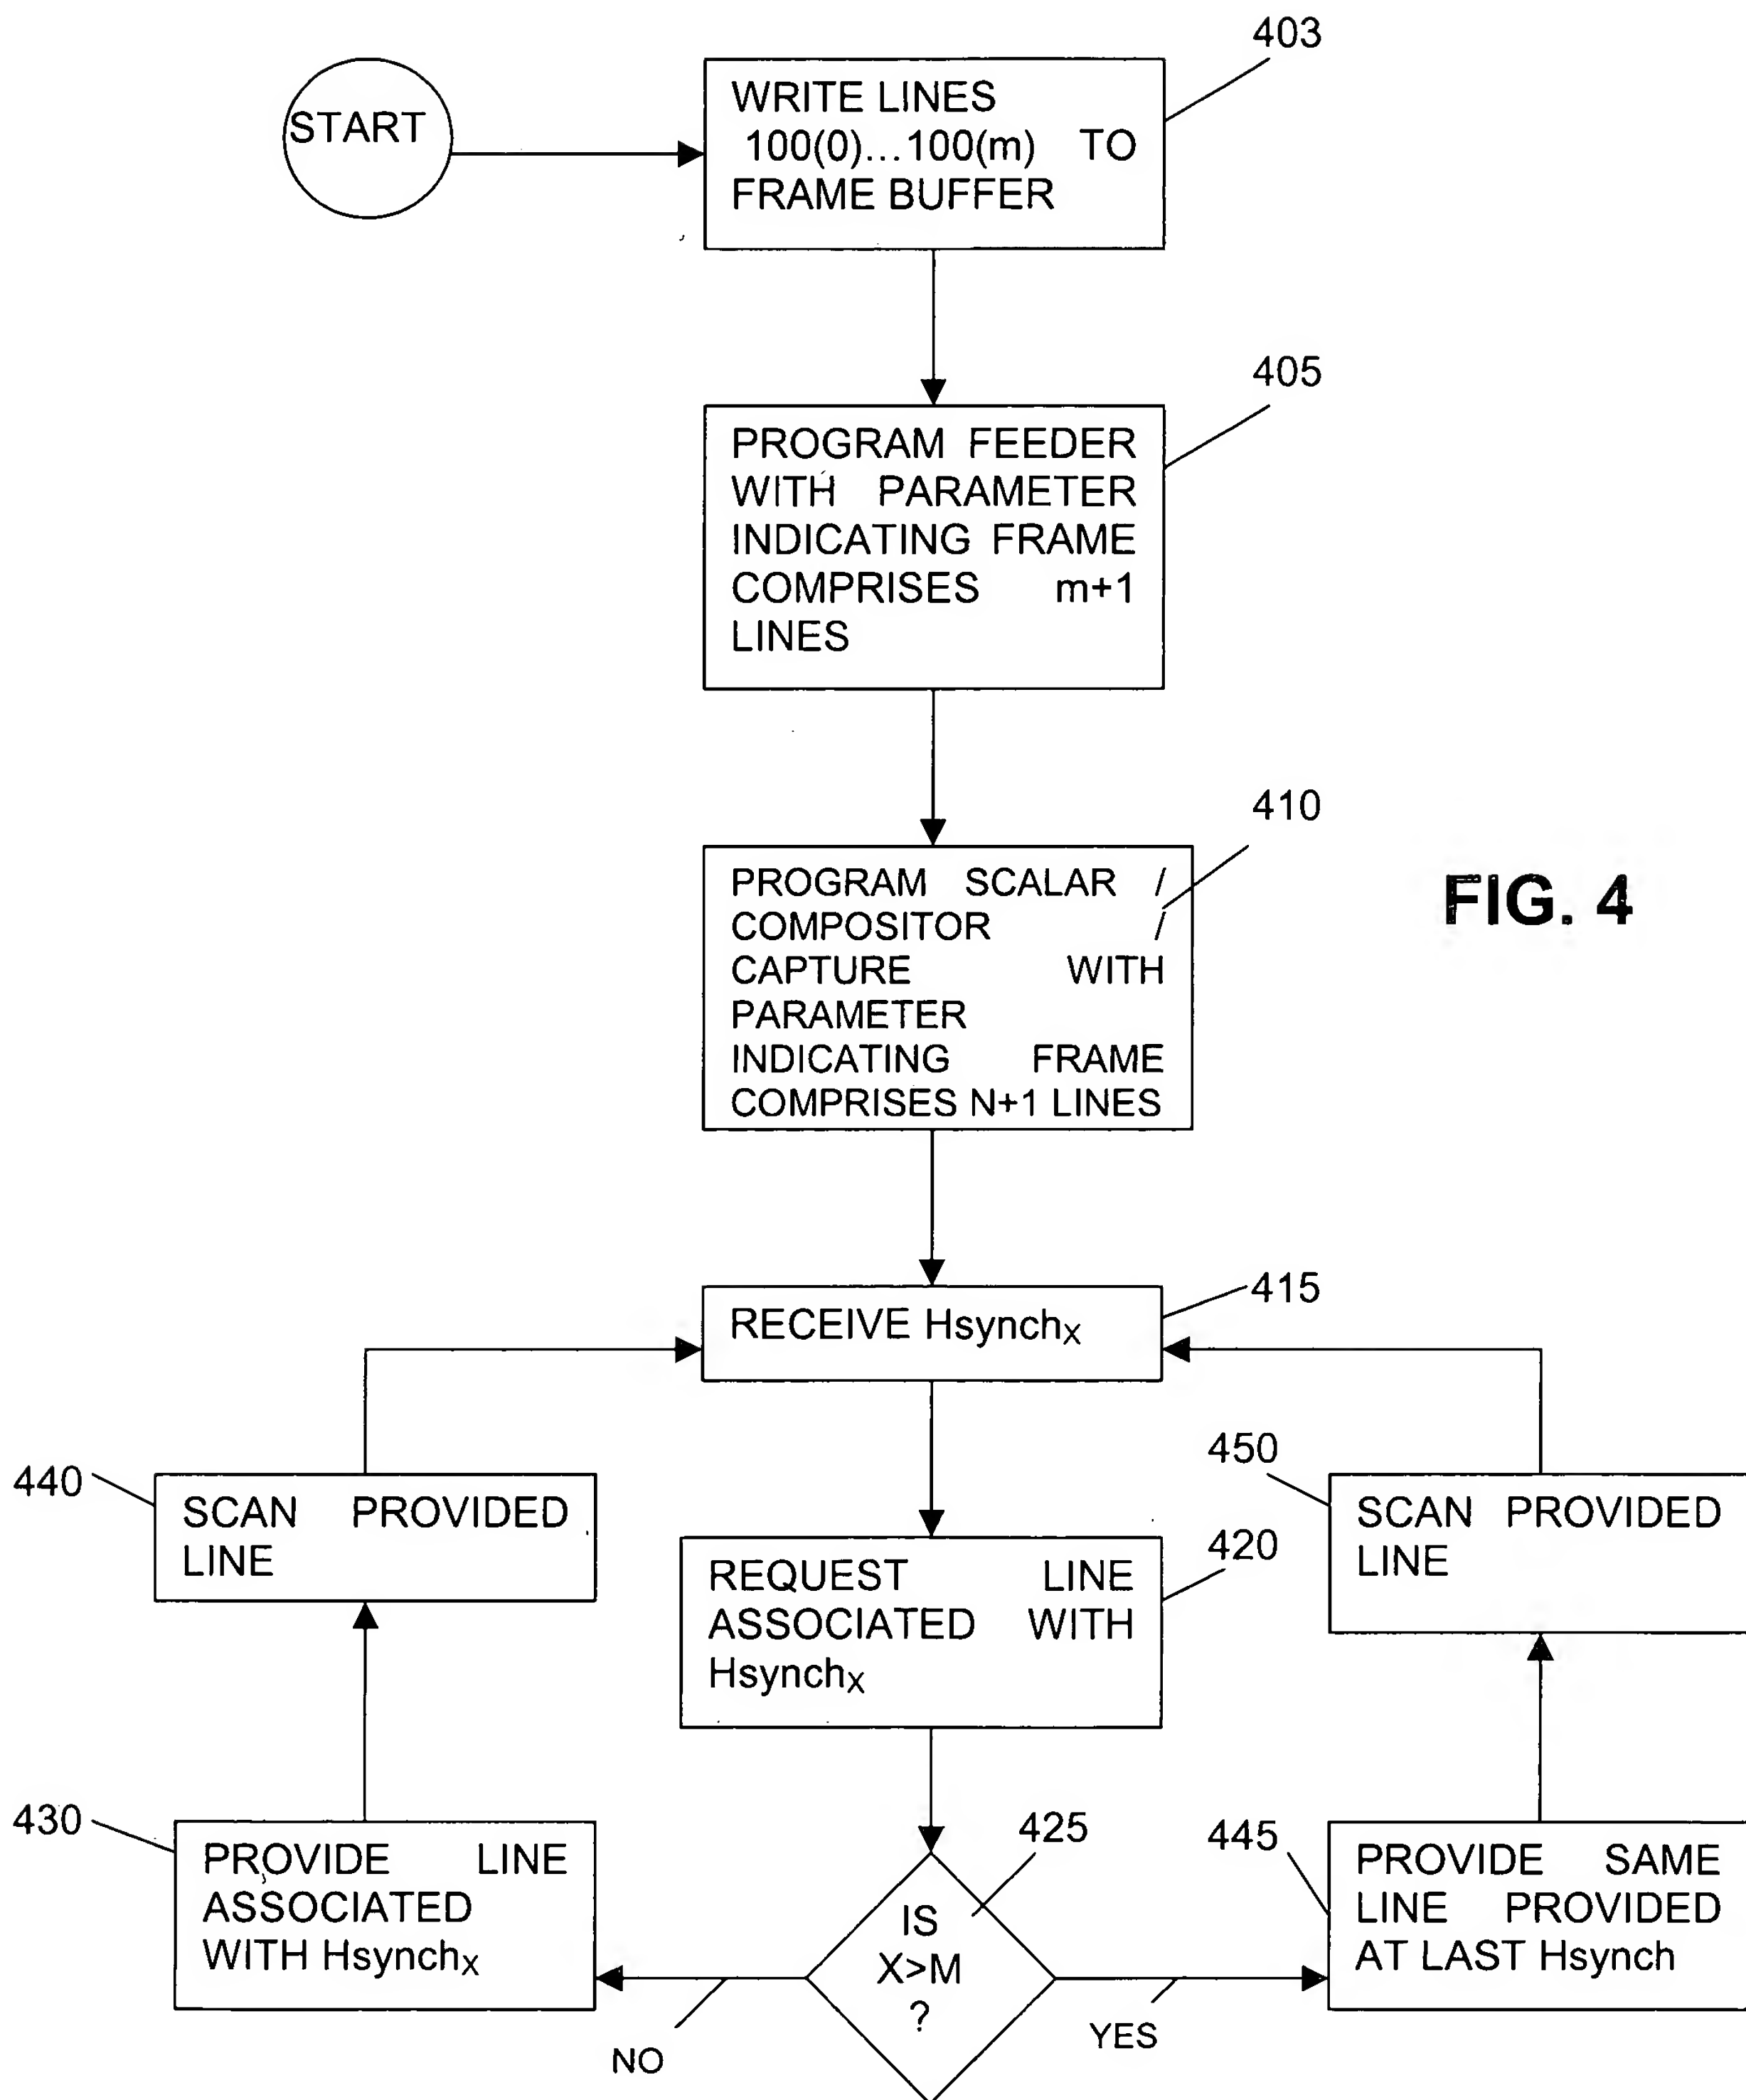 403
START
WRITE LINES
100(0)...100(m) TO
FRAME BUFFER
405
PROGRAM FEEDER
WITH PARAMETER
INDICATING FRAME
COMPRISES m+1
LINES
410
PROGRAM SCALAR /
COMPOSITOR /
CAPTURE WITH
PARAMETER
INDICATING FRAME
COMPRISES N+1 LINES
FIG. 4
415
RECEIVE HsynchX
440
SCAN PROVIDED
LINE
450
SCAN PROVIDED
LINE
420
REQUEST LINE
ASSOCIATED WITH
HsynchX
430
PROVIDE LINE
ASSOCIATED
WITH HsynchX
425
IS
X>M
?
445
PROVIDE SAME
LINE PROVIDED
AT LAST Hsynch
NO
YES